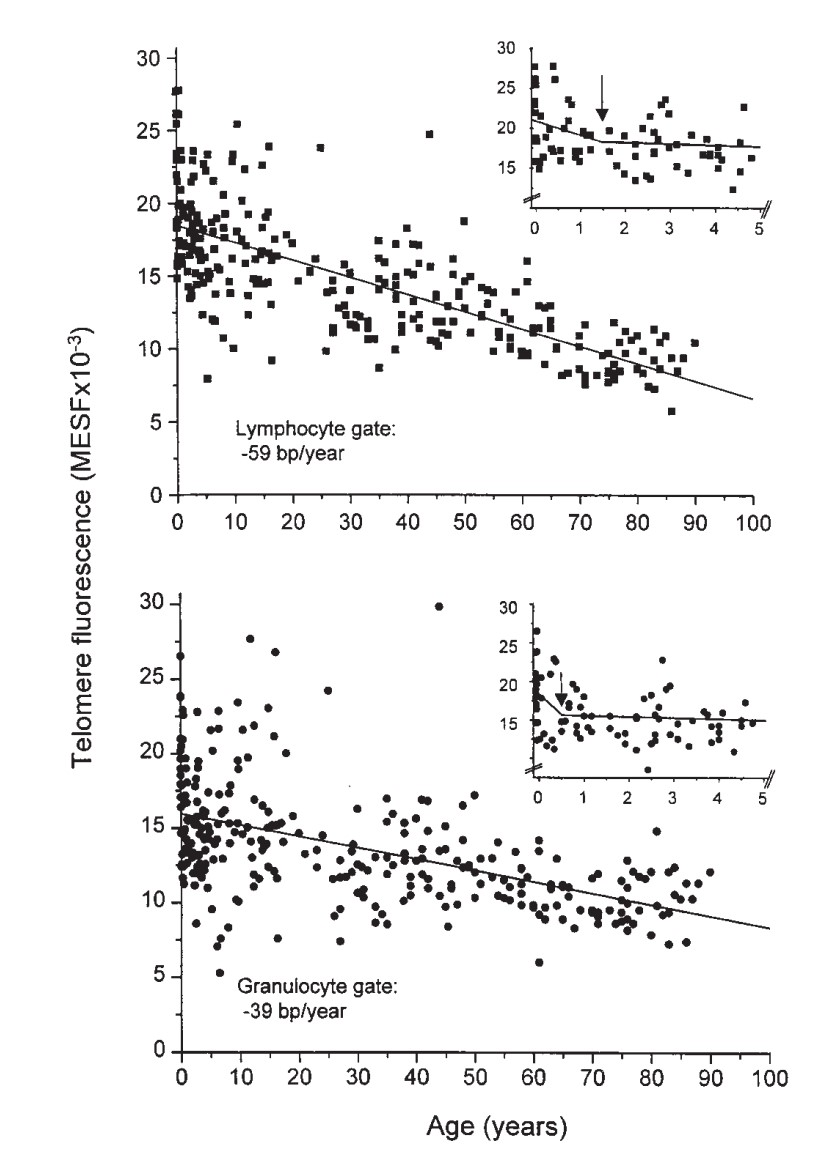 30
25
20
15
10
5
0
0 10 20 30 40 50 60 70 80 90 100
Lymphocyte gate:
-59 bp/year
30
25
20
15
0 1 2 3 4 5
Telomere fluorescence (MESFx10-3)
30
25
20
15
10
5
0
0 10 20 30 40 50 60 70 80 90 100
Granulocyte gate:
-39 bp/year
30
25
20
15
0 1 2 3 4 5
Age (years)